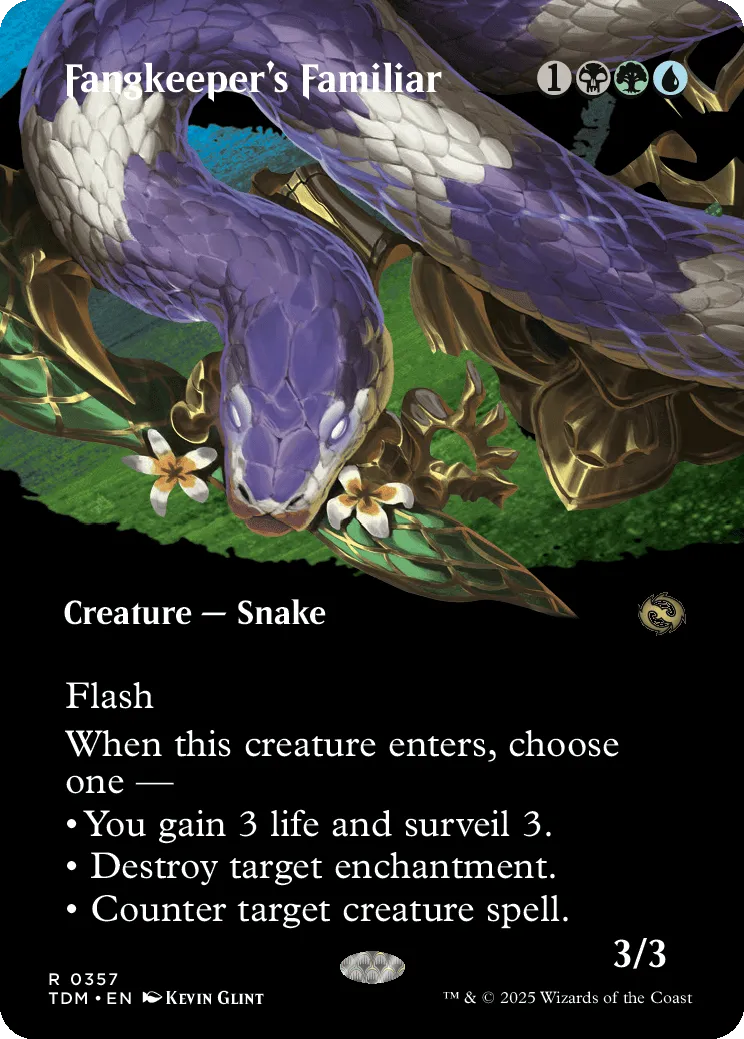 Fangkeeper's Familiar 1
Creature — Snake
Flash
When this creature enters, choose
one —
• You gain 3 life and surveil 3.
• Destroy target enchantment.
• Counter target creature spell.
3/3
R 0357
TDM • EN Kevin Glint
™ & © 2025 Wizards of the Coast